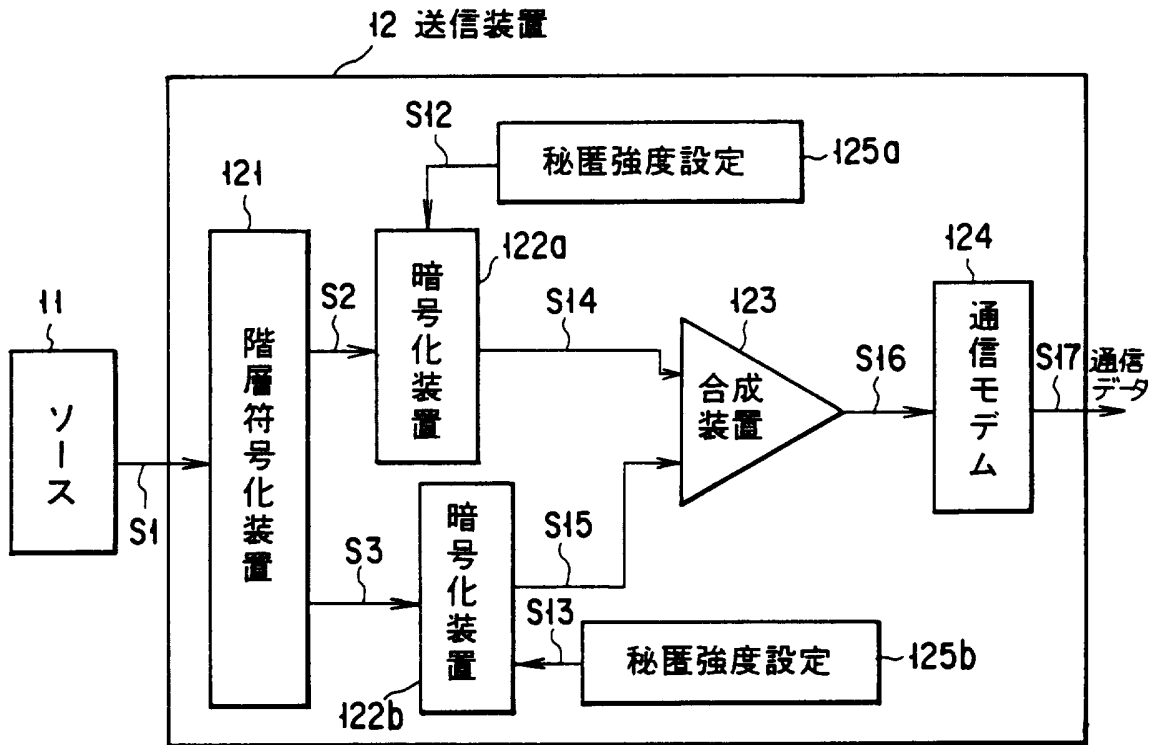 12 送信装置
S12
秘匿強度設定
125a
121
122a
暗号化装置
124
11
S2
S14
123
通信モデム
階層符号化装置
合成
装置
S16
S17
通信
データ
ソース
S1
S3
暗号化装置
S15
S13
秘匿強度設定
125b
122b